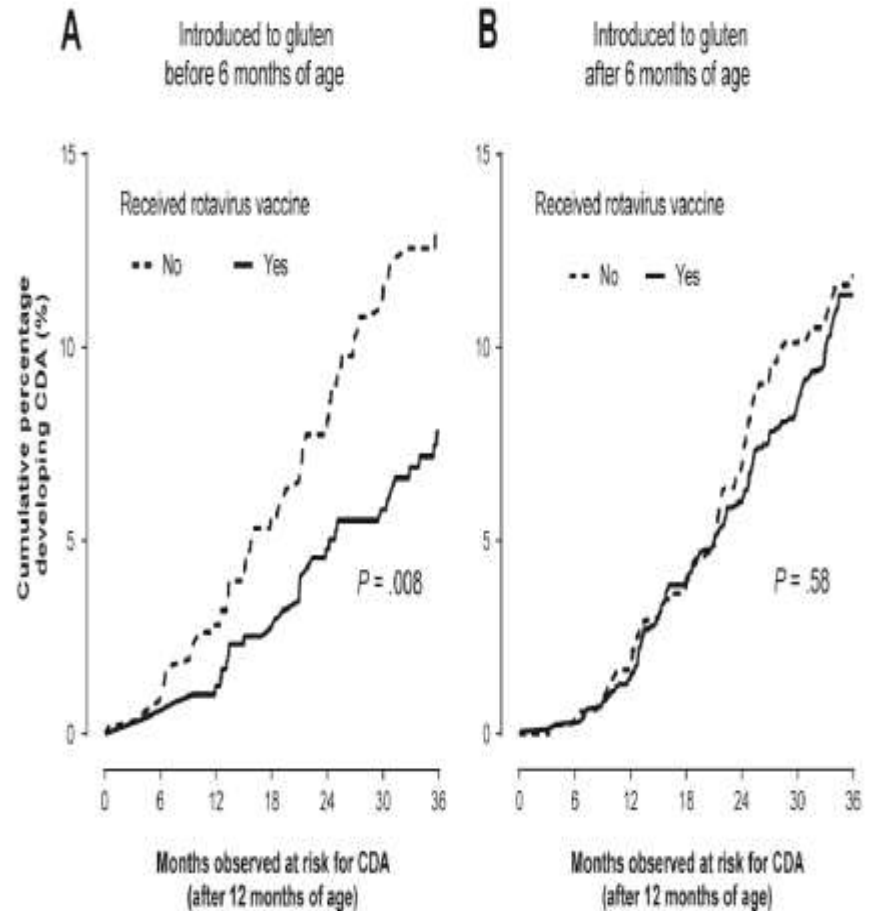 A
Introduced to gluten
before 6 months of age
B
Introduced to gluten
after 6 months of age
Cumulative percentage
developing CDA (%)
15
10
5
0
Received rotavirus vaccine
No Yes
P = .008
0 6 12 18 24 30 36
Months observed at risk for CDA
(after 12 months of age)
15
10
5
0
Received rotavirus vaccine
No Yes
P = .58
0 6 12 18 24 30 36
Months observed at risk for CDA
(after 12 months of age)